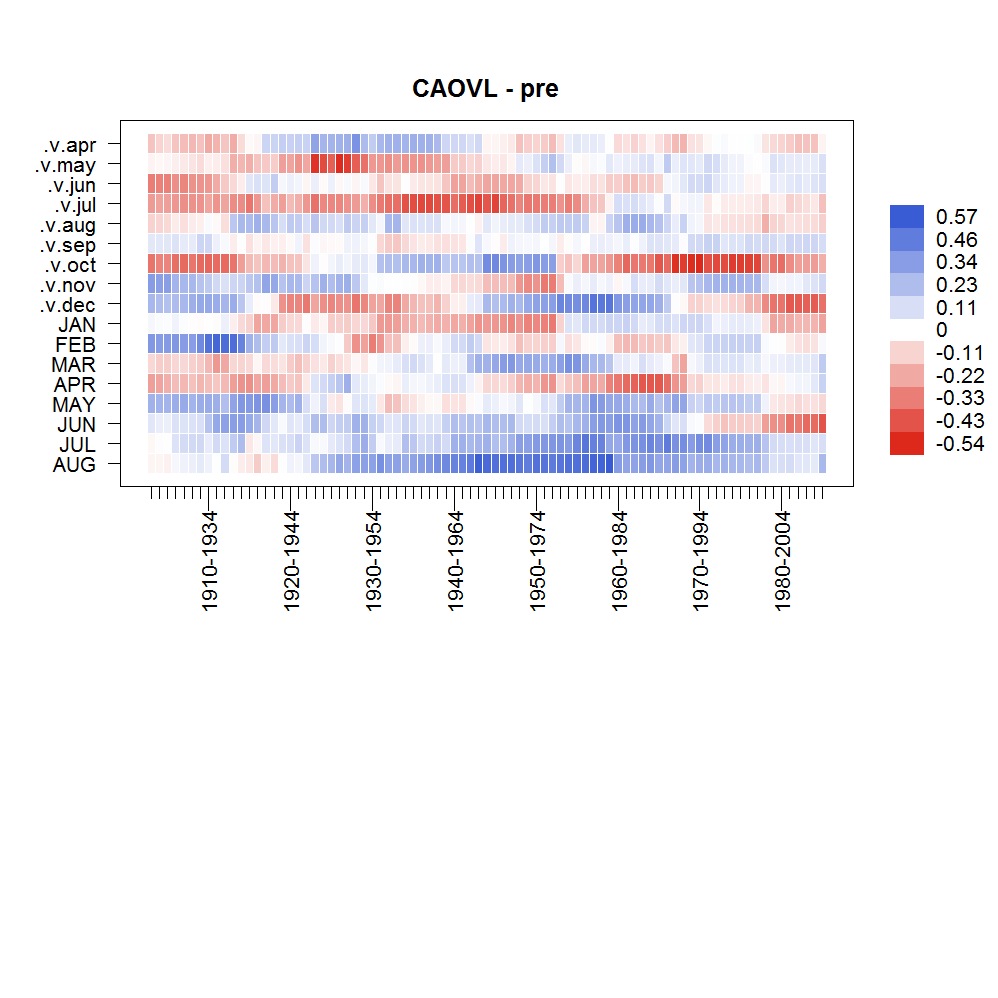 CAOVL - pre
.v.apr
.v.may
.v.jun
.v.jul
.v.aug
.v.sep
.v.oct
.v.nov
.v.dec
JAN
FEB
MAR
APR
MAY
JUN
JUL
AUG
1910-1934
1920-1944
1930-1954
1940-1964
1950-1974
1960-1984
1970-1994
1980-2004
0.57
0.46
0.34
0.23
0.11
0
-0.11
-0.22
-0.33
-0.43
-0.54